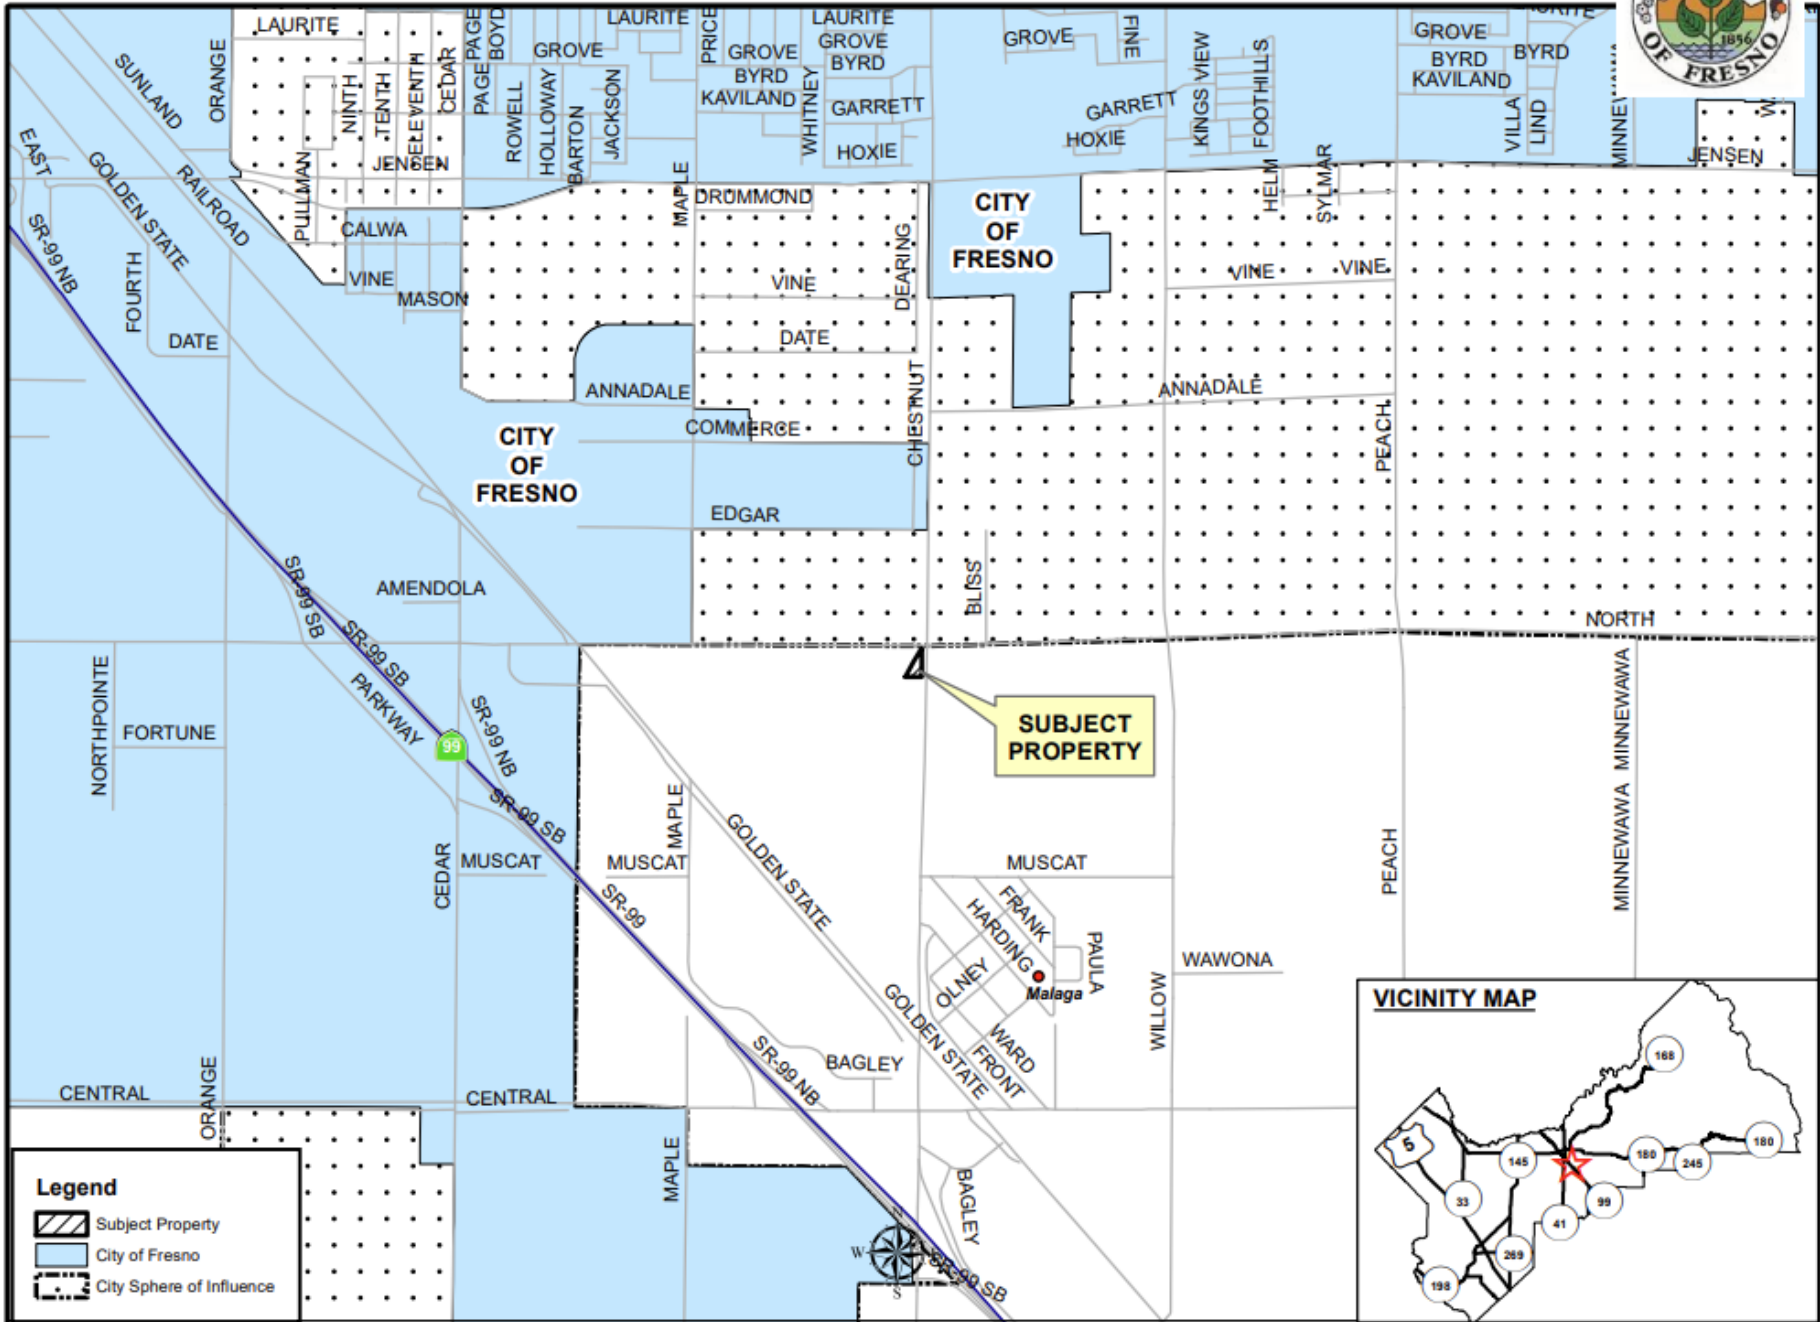 LAURITE
PAGE
BOYD
LAURITE
PRICE
LAURITE
FINE
OF FRESNO
1856
SUNLAND
ORANGE
NINTH
TENTH
ELEVENTH
CEDAR
PAGE
GROVE
GROVE
GROVE
BYRD
GROVE
GROVE
BYRD
BYRD
BYRD
KAVILAND
KAVILAND
ROWELL
HOLLOWAY
BARTON
JACKSON
WHITNEY
GARRETT
GARRETT
HOXIE
HOXIE
KINGS VIEW
FOOTHILLS
VILLA
LIND
EAST
GOLDEN STATE
RAILROAD
PULLMAN
JENSEN
JENSEN
MAPLE
DRUMMOND
CITY
OF
FRESNO
HELM
SYLMAR
SR-99 NB
FOURTH
CALWA
VINE
MASON
VINE
DEARING
VINE
VINE
DATE
DATE
ANNADALE
ANNADALE
COMMERCE
CHESTNUT
PEACH
CITY
OF
FRESNO
EDGAR
SR-99 SB
AMENDOLA
BLISS
NORTH
SR-99 SB
NORTHPOINTE
PARKWAY
SR-99 NB
FORTUNE
99
SUBJECT
PROPERTY
MINNEWAWA
MINNEWAWA
MINNEWAWA
SR-99 SB
MAPLE
CEDAR
MUSCAT
MUSCAT
GOLDEN STATE
MUSCAT
PEACH
SR-99
FRANK
HARDING
PAULA
OLNEY
Malaga
WAWONA
WILLOW
GOLDEN STATE
WARD
FRONT
SR-99 NB
BAGLEY
CENTRAL
ORANGE
CENTRAL
MAPLE
BAGLEY
N
W
S
SR-99 SB
Legend
Subject Property
City of Fresno
City Sphere of Influence
VICINITY MAP
168
5
145
180
245
180
33
99
41
269
198